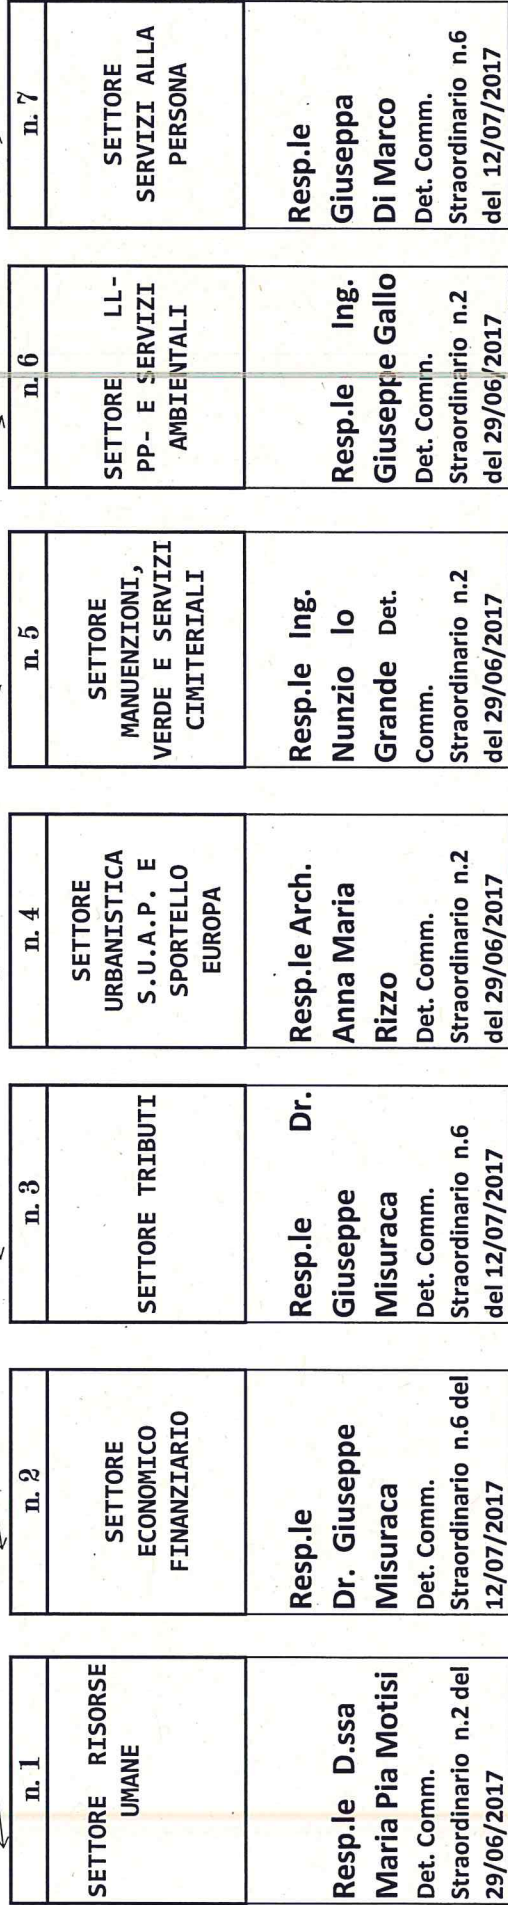 n. 1
SETTORE RISORSE
UMANE
Resp.le D.ssa
Maria Pia Motisi
Det. Comm.
Straordinario n.2 del
29/06/2017
n. 2
SETTORE
ECONOMICO
FINANZIARIO
Resp.le
Dr. Giuseppe
Misuraca
Det. Comm.
Straordinario n.6 del
12/07/2017
n. 3
SETTORE TRIBUTI
Resp.le Dr.
Giuseppe
Misuraca
Det. Comm.
Straordinario n.6
del 12/07/2017
n. 4
SETTORE
URBANISTICA
S.U.A.P. E
SPORTELLO
EUROPA
Resp.le Arch.
Anna Maria
Rizzo
Det. Comm.
Straordinario n.2
del 29/06/2017
n. 5
SETTORE
MANUENZIONI,
VERDE E SERVIZI
CIMITERIALI
Resp.le Ing.
Nunzio lo
Grande Det.
Comm.
Straordinario n.2
del 29/06/2017
n. 6
SETTORE LL-
PP- E SERVIZI
AMBIENTALI
Resp.le Ing.
Giuseppe Gallo
Det. Comm.
Straordinario n.2
del 29/06/2017
n. 7
SETTORE
SERVIZI ALLA
PERSONA
Resp.le
Giuseppa
Di Marco
Det. Comm.
Straordinario n.6
del 12/07/2017